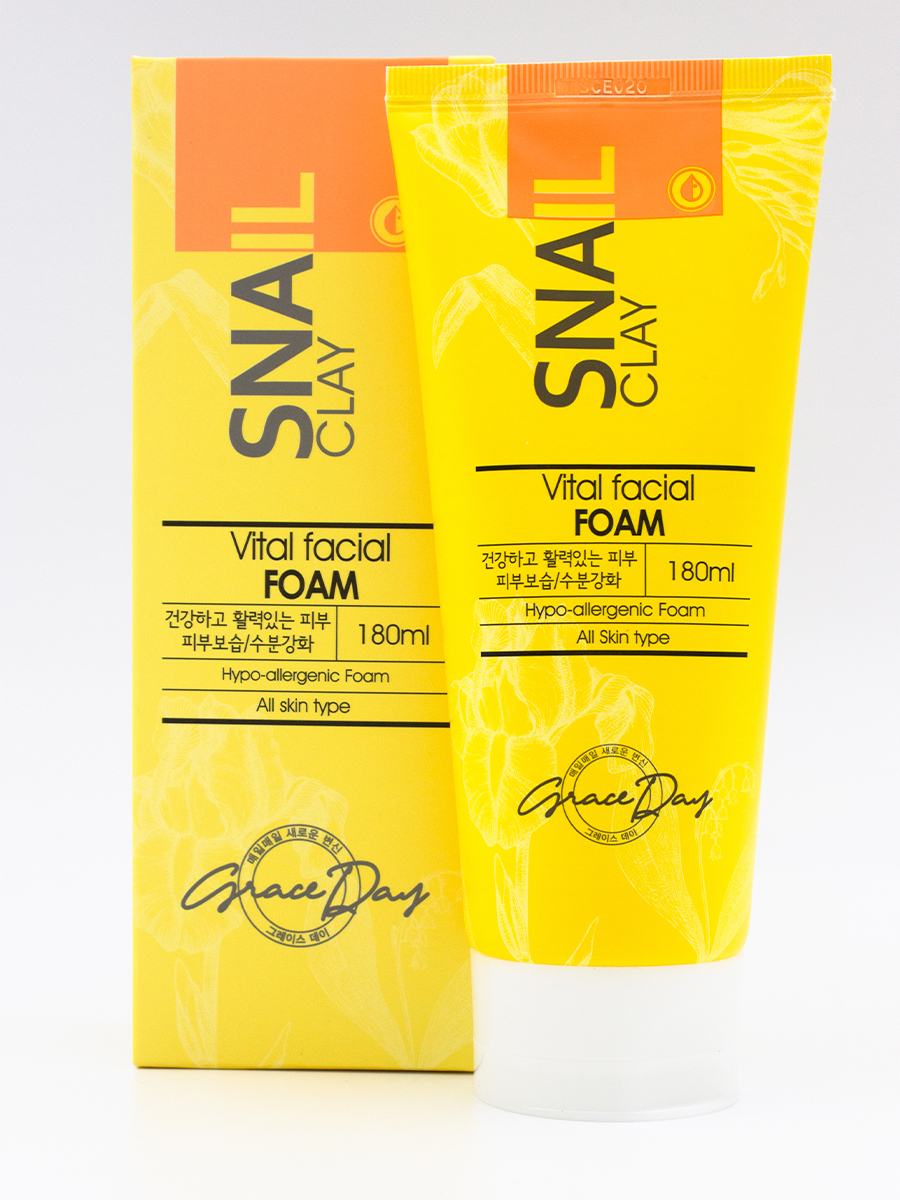 SNAIL
CLAY
Vital facial
FOAM
건강하고 활력있는 피부
피부보습/수분강화
180ml
Hypo-allergenic Foam
All skin type
매일매일 새로운 변신
Grace Day
그레이스 데이
SNAIL
CLAY
Vital facial
FOAM
건강하고 활력있는 피부
피부보습/수분강화
180ml
Hypo-allergenic Foam
All Skin type
매일매일 새로운 변신
Grace Day
그레이스 데이